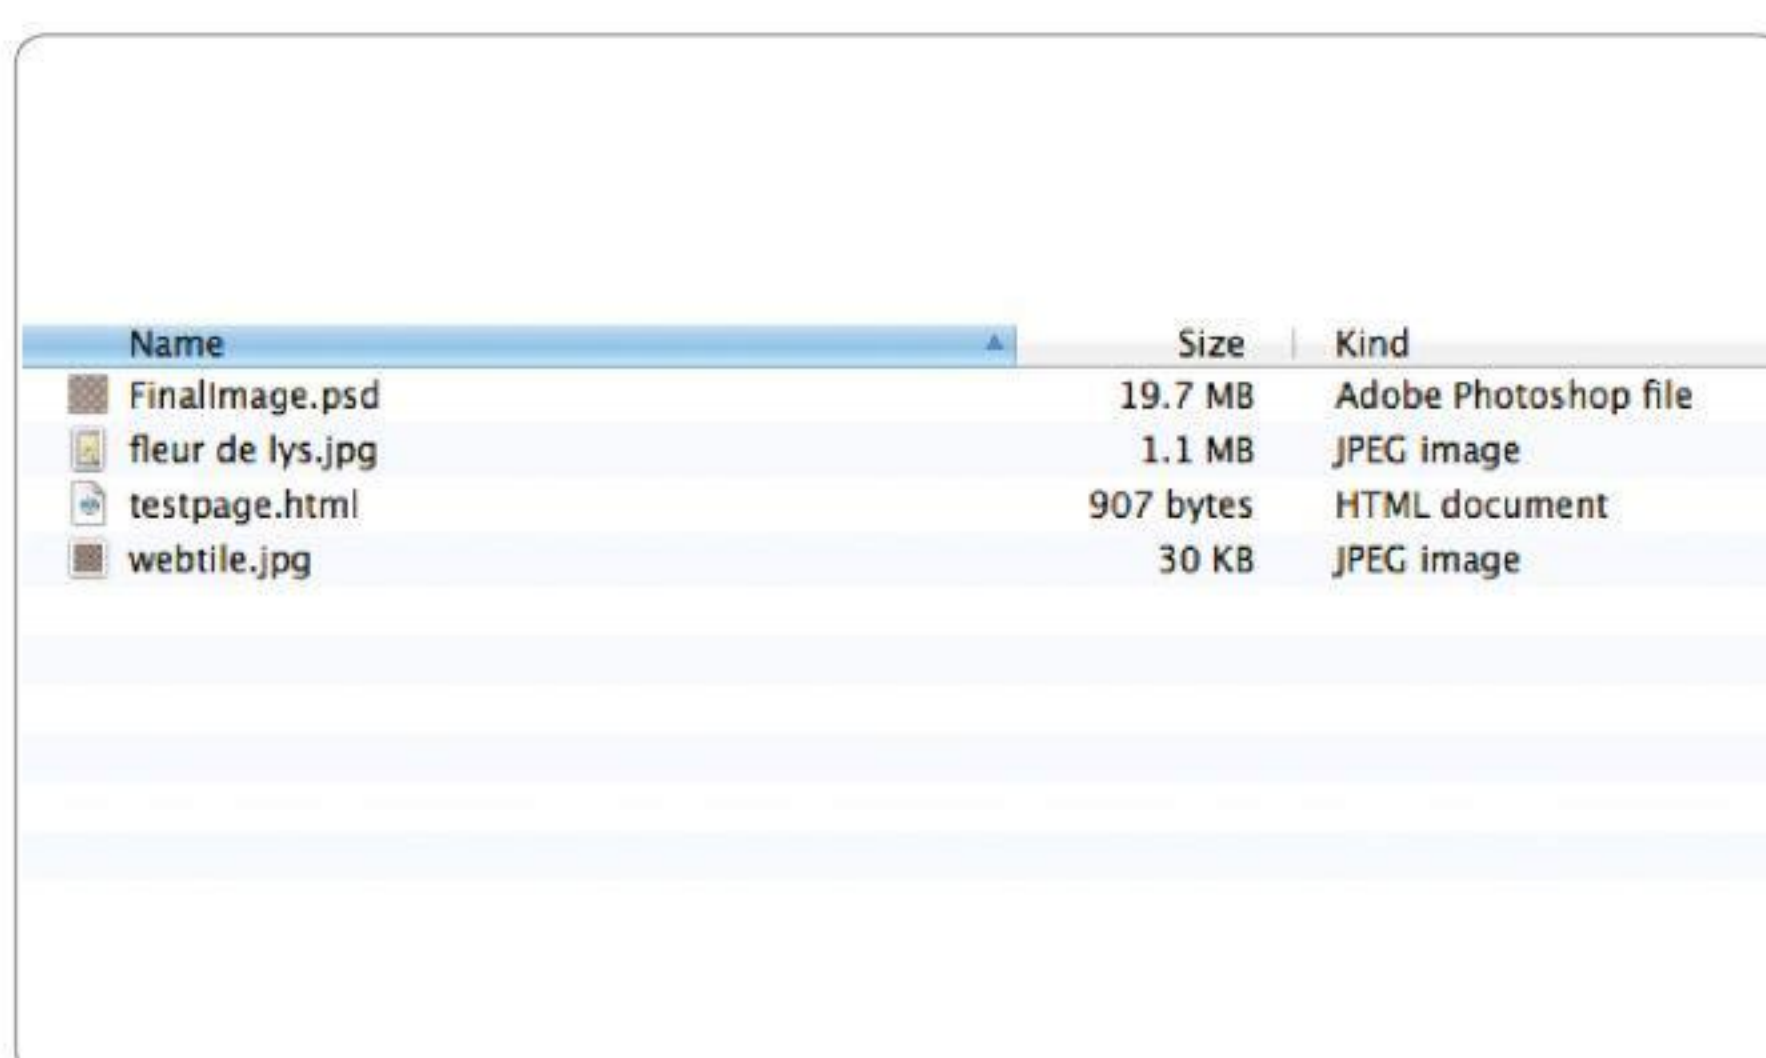 Name Size Kind
FinalImage.psd 19.7 MB Adobe Photoshop file
fleur de lys.jpg 1.1 MB JPEG image
testpage.html 907 bytes HTML document
webtile.jpg 30 KB JPEG image